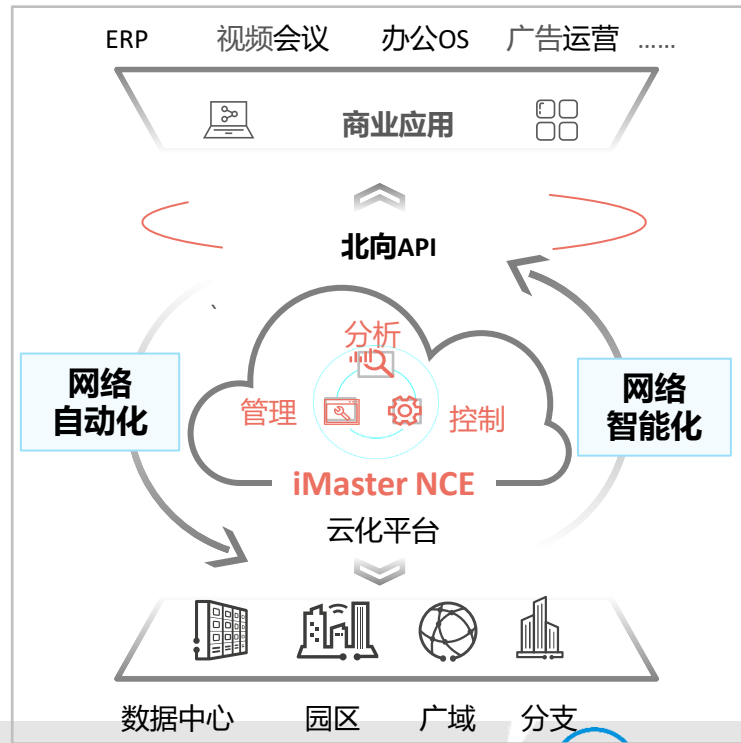 ERP 视频会议 办公OS 广告运营 ......
商业应用
北向API
、
分析
网络
自动化
管理
控制
网络
智能化
iMaster NCE
云化平台
数据中心 园区 广域 分支